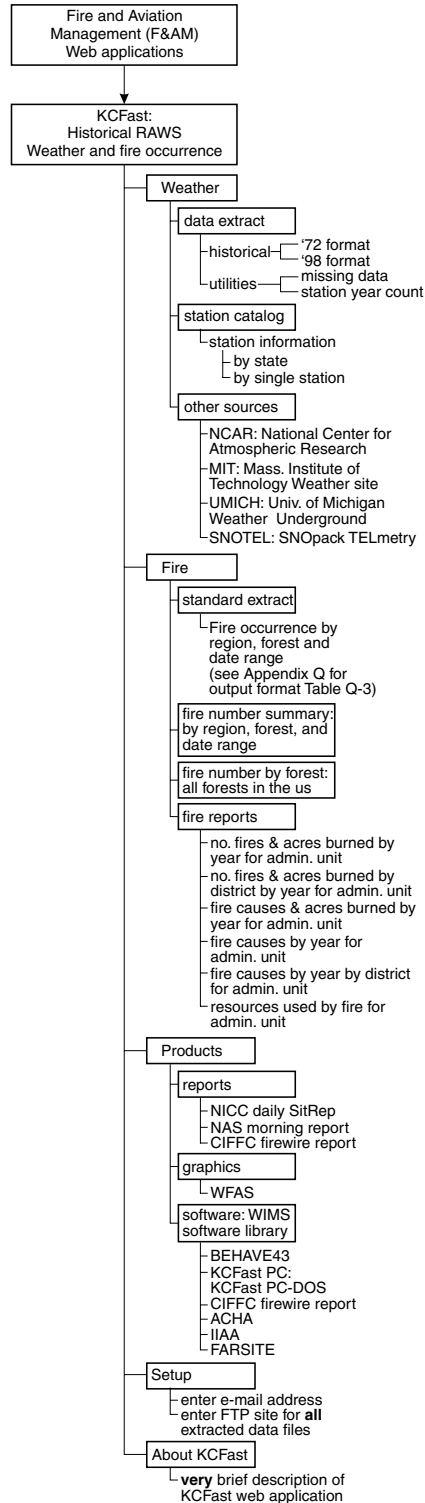 Fire and Aviation
Management (F&AM)
Web applications
KCFast:
Historical RAWS
Weather and fire occurrence
Weather
data extract
historical
‘72 format
‘98 format
utilities
missing data
station year count
station catalog
station information
by state
by single station
other sources
NCAR: National Center for
Atmospheric Research
MIT: Mass. Institute of
Technology Weather site
UMICH: Univ. of Michigan
Weather Underground
SNOTEL: SNOpack TELmetry
Fire
standard extract
Fire occurrence by
region, forest and
date range
(see Appendix Q for
output format Table Q-3)
fire number summary:
by region, forest, and
date range
fire number by forest:
all forests in the us
fire reports
no. fires & acres burned by
year for admin. unit
no. fires & acres burned by
district by year for admin. unit
fire causes & acres burned by
year for admin. unit
fire causes by year for
admin. unit
fire causes by year by district
for admin. unit
resources used by fire for
admin. unit
Products
reports
NICC daily SitRep
NAS morning report
CIFFC firewire report
graphics
WFAS
software: WIMS
software library
BEHAVE43
KCFast PC:
KCFast PC-DOS
CIFFC firewire report
ACHA
IIAA
FARSITE
Setup
enter e-mail address
enter FTP site for all
extracted data files
About KCFast
very brief description of
KCFast web application